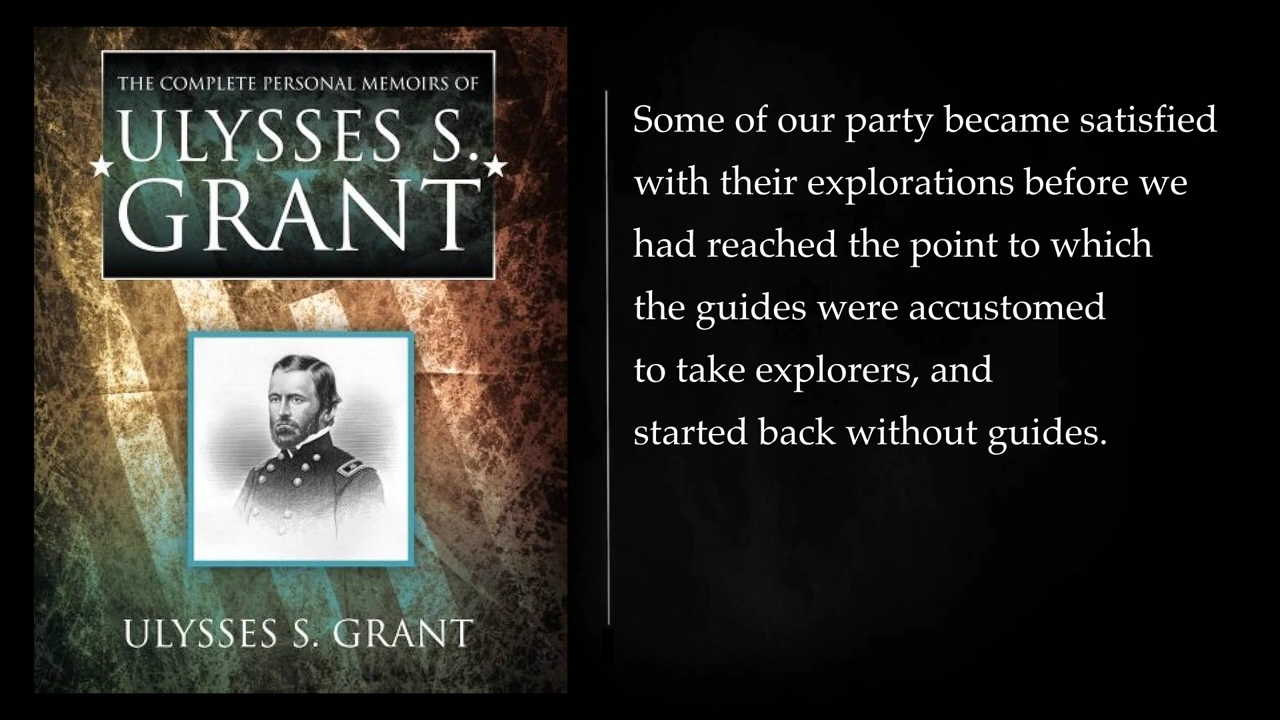 THE COMPLETE PERSONAL MEMOIRS OF
ULYSSES S.
GRANT
ULYSSES S. GRANT
Some of our party became satisfied
with their explorations before we
had reached the point to which
the guides were accustomed
to take explorers, and
started back without guides.